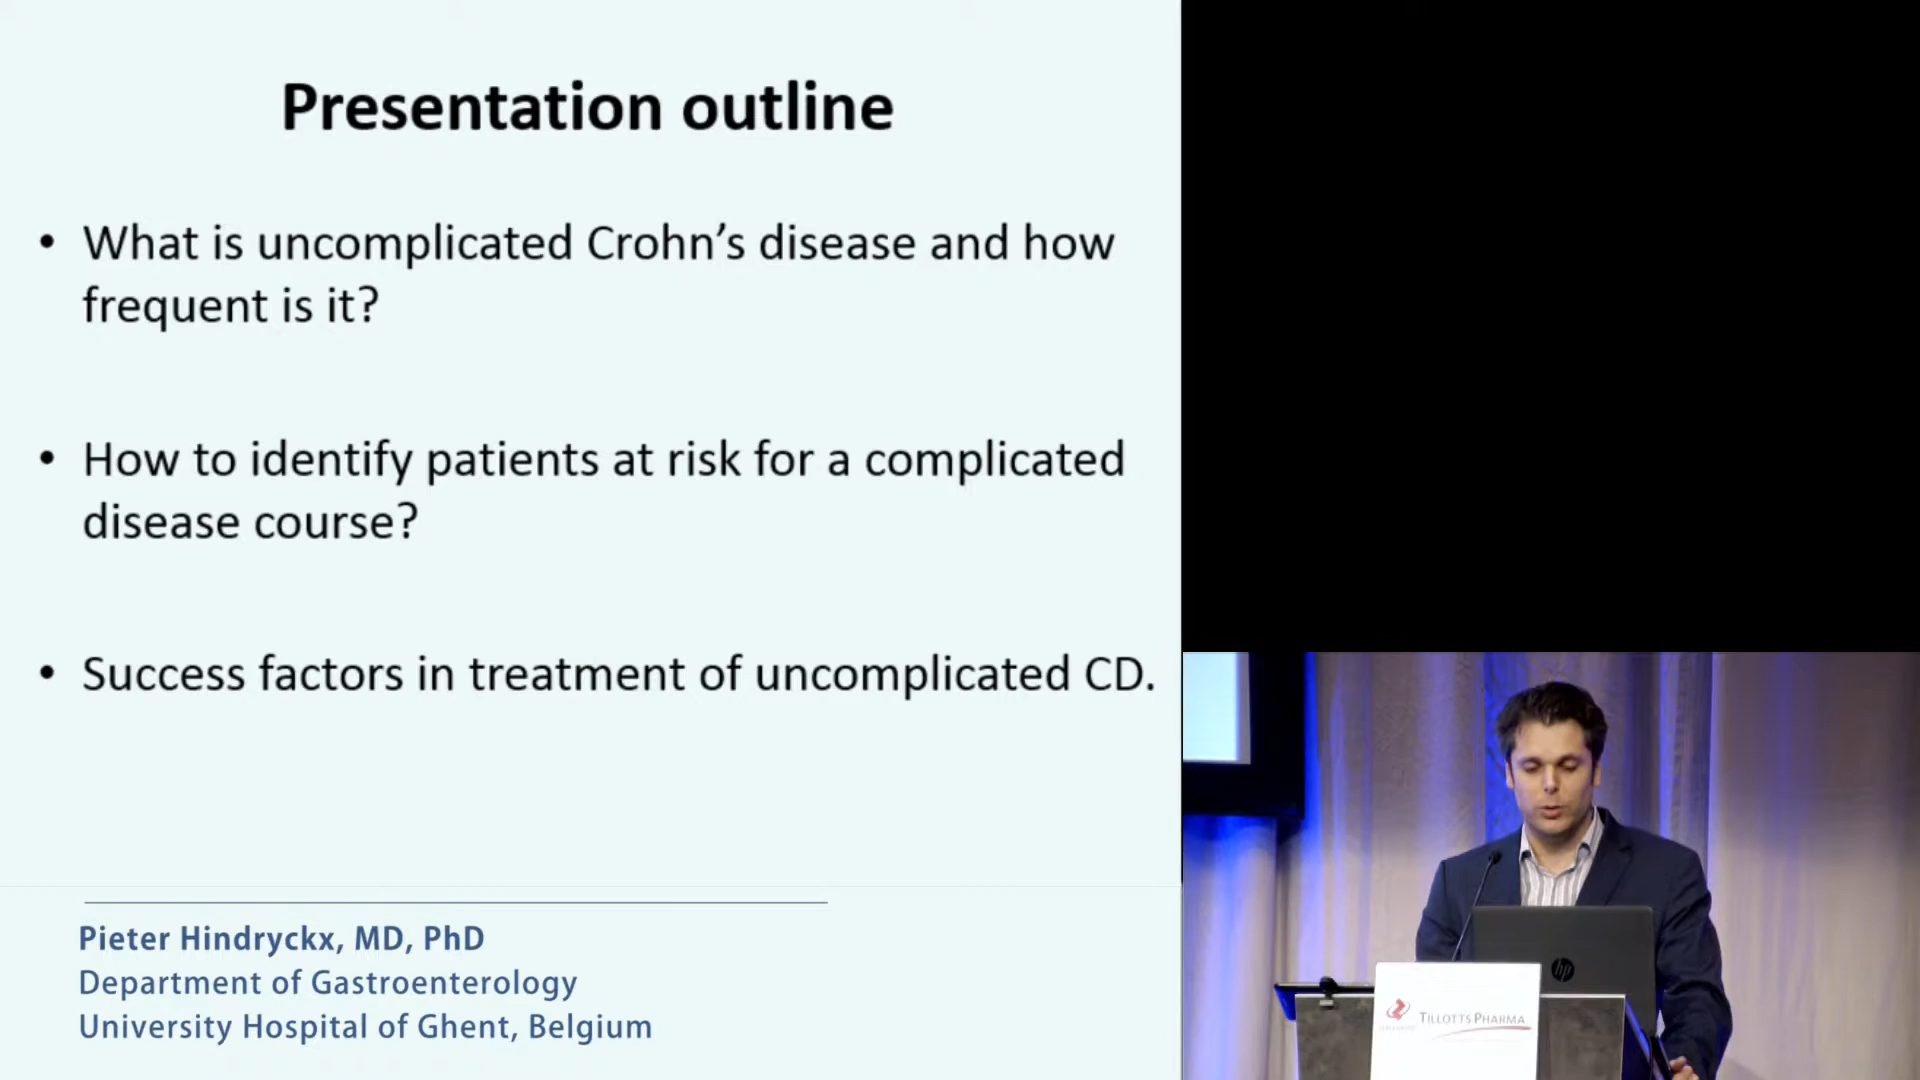 Presentation outline
• What is uncomplicated Crohn’s disease and how
frequent is it?
• How to identify patients at risk for a complicated
disease course?
• Success factors in treatment of uncomplicated CD.
Pieter Hindryckx, MD, PhD
Department of Gastroenterology
University Hospital of Ghent, Belgium
hp
TILLOTTS PHARMA